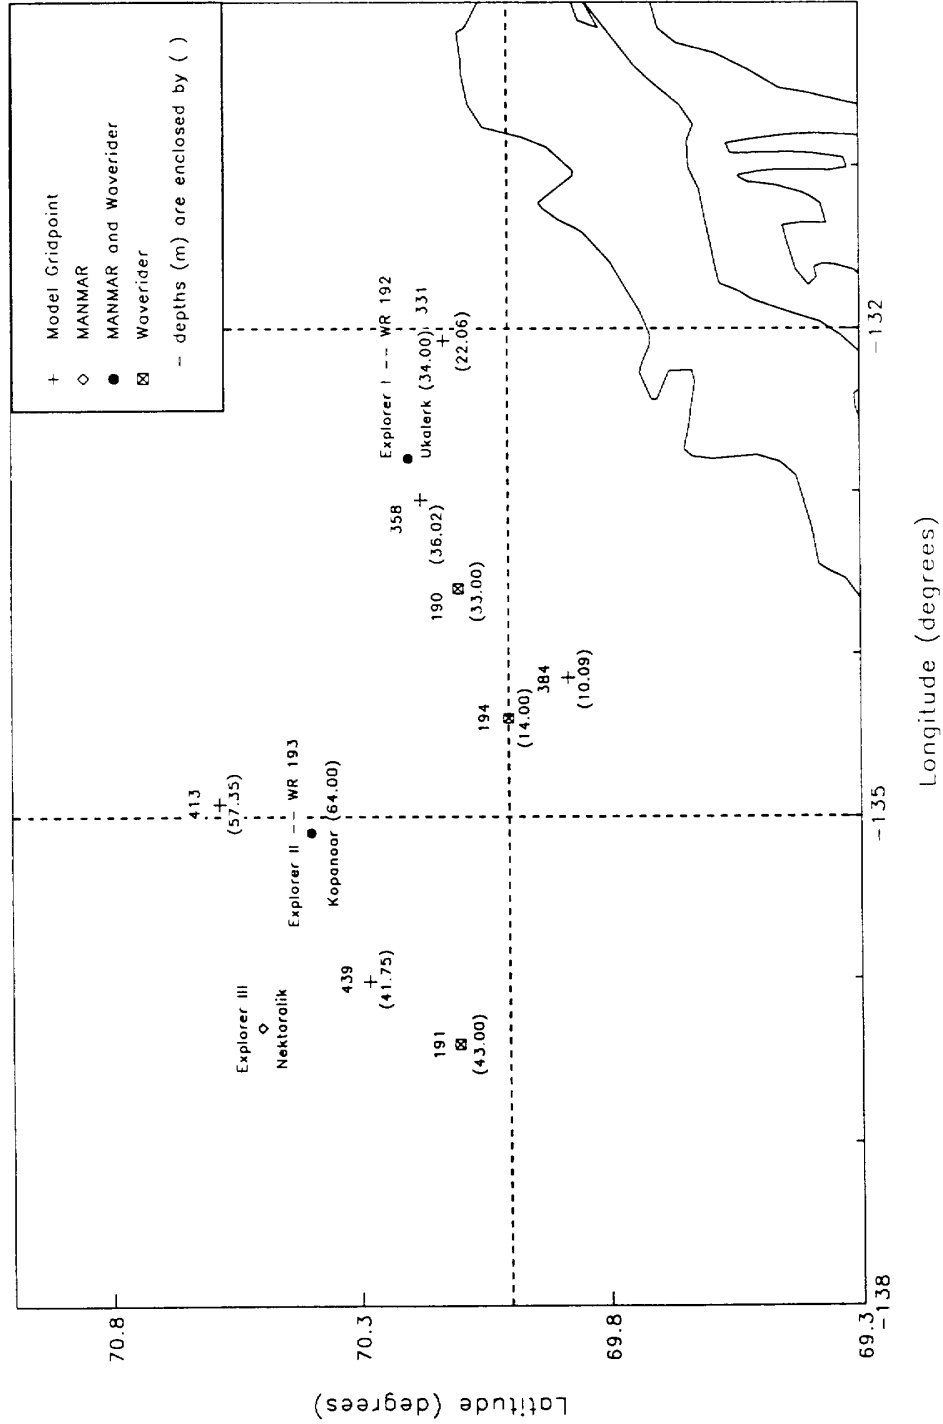 + Model Gridpoint
◇ MANMAR
● MANMAR and Waverider
⊠ Waverider
– depths (m) are enclosed by ( )
413
(57.35)
Explorer III
Nektoralik
Explorer II -- WR 193
Kopanoar (64.00)
439
(41.75)
191
(43.00)
Explorer I -- WR 192
Ukalerk (34.00)
331
(22.06)
358
(36.02)
190
(33.00)
194
(14.00)
384
(10.09)
70.8
70.3
69.8
69.3
Latitude (degrees)
-138
-135
-132
Longitude (degrees)